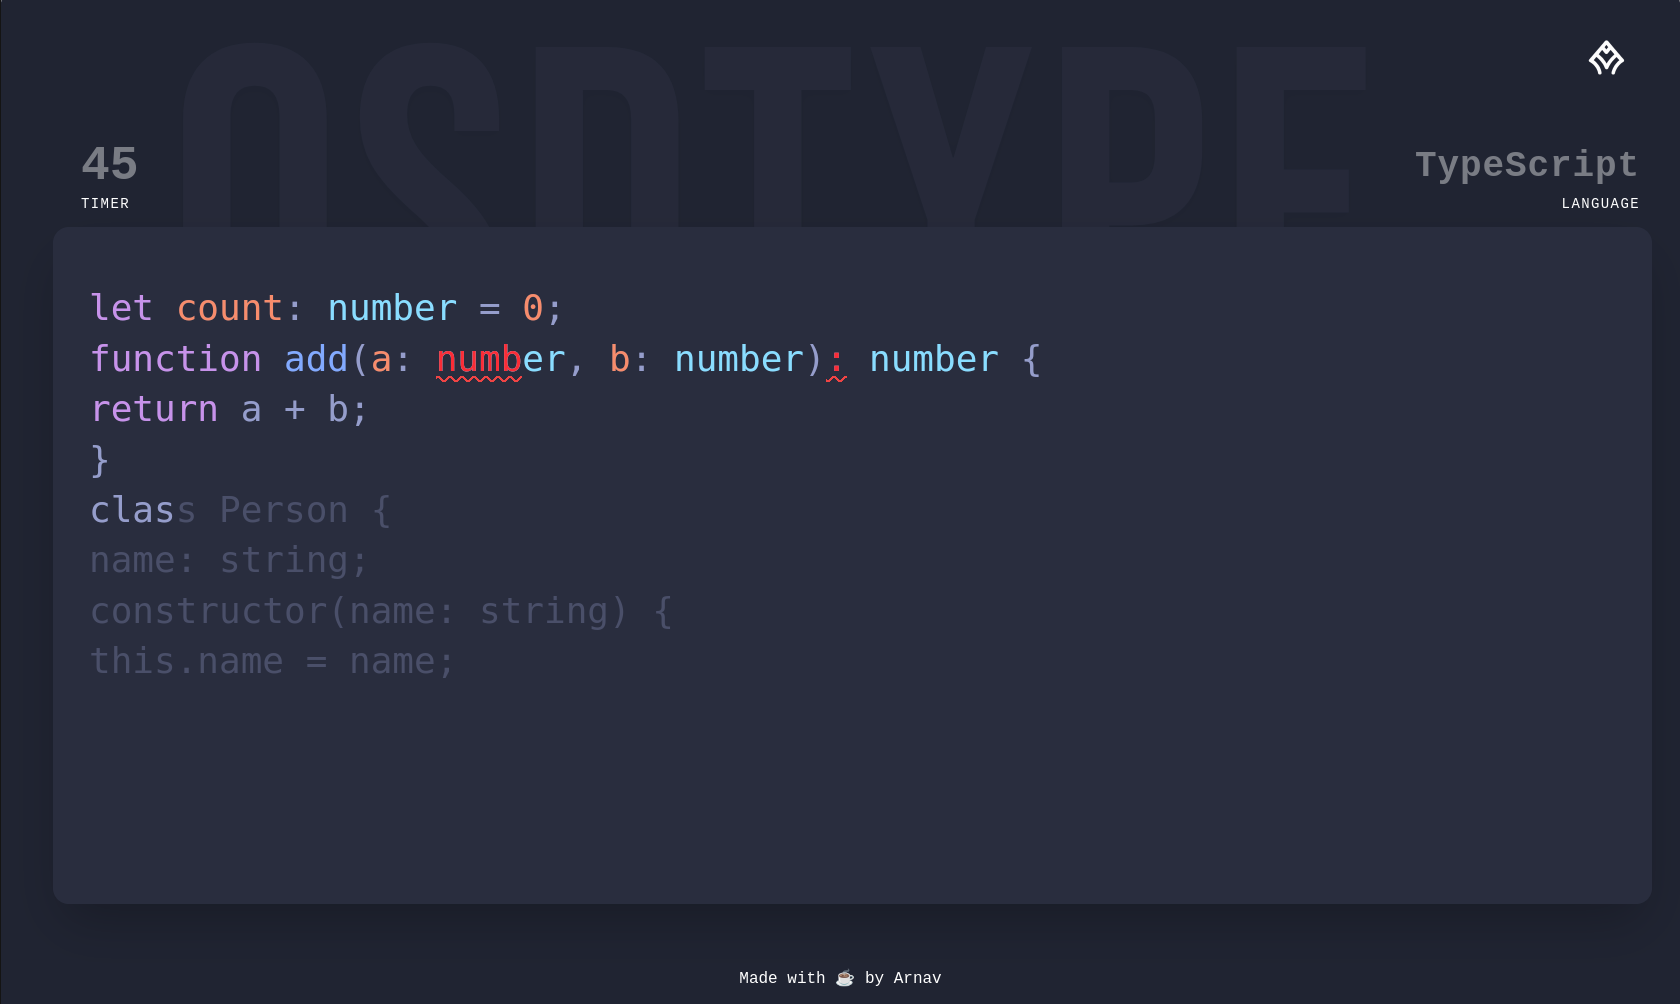 OSDTYPE
45
TIMER
TypeScript
LANGUAGE
let count: number = 0;
function add(a: number, b: number): number {
return a + b;
}
class Person {
name: string;
constructor(name: string) {
this.name = name;
Made with ☕ by Arnav